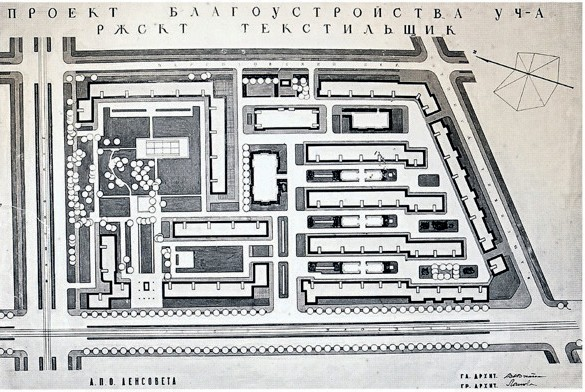 ПРОЕКТ БЛАГОУСТРОЙСТВА УЧ-А
РЖСКТ ТЕКСТИЛЬЩИК
А.П.О. ЛЕНСОВЕТА
ГЛ. АРХИТ.
ГР. АРХИТ.